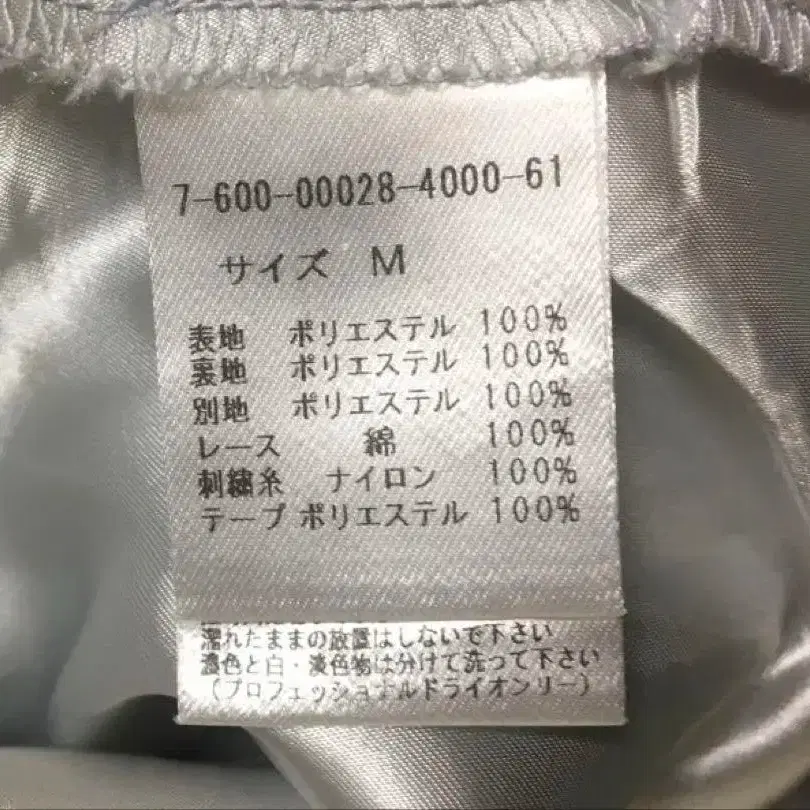 7-600-00028-4000-61
サイズ M
表地 ポリエステル 100%
裏地 ポリエステル 100%
別地 ポリエステル 100%
レース 綿 100%
刺繍糸 ナイロン 100%
テープ ポリエステル 100%
濡れたままの放置はしないで下さい
濃色と白・淡色物は分けて洗って下さい
(プロフェッショナルドライオンリー)